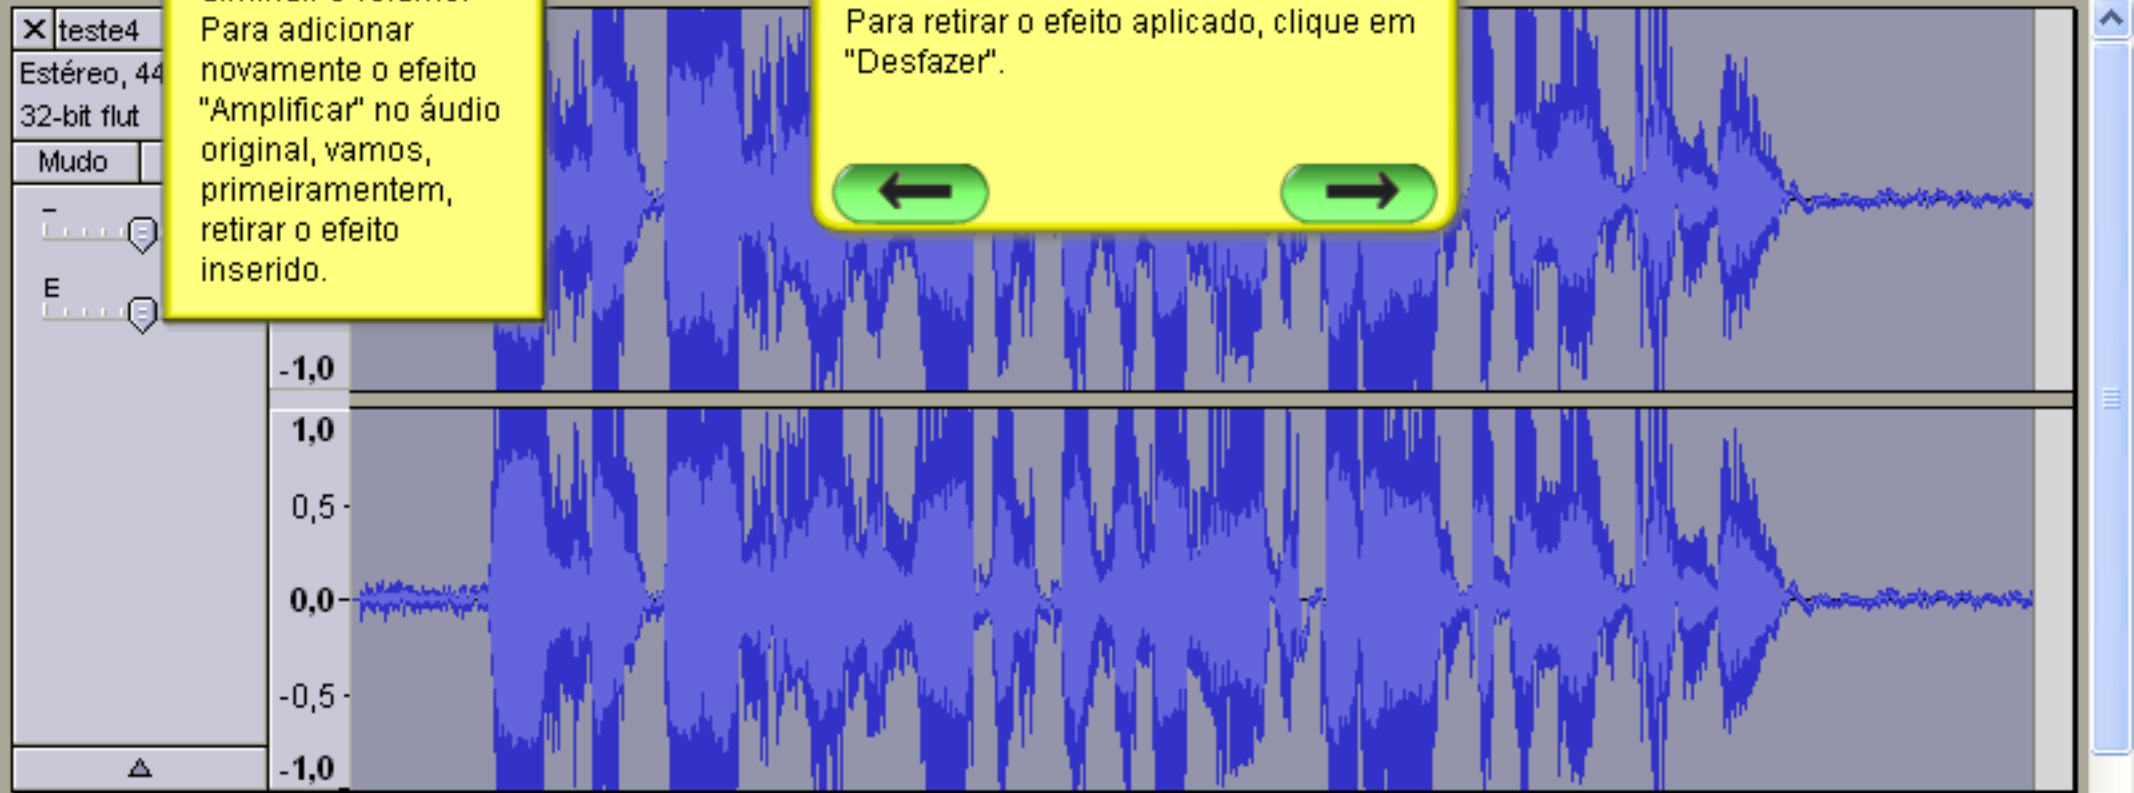 teste4
Estéreo, 44
32-bit flut
Mudo
-
E
Para adicionar
novamente o efeito
"Amplificar" no áudio
original, vamos,
primeiramentem,
retirar o efeito
inserido.
Para retirar o efeito aplicado, clique em
"Desfazer".
-1,0
1,0
0,5
0,0
-0,5
-1,0